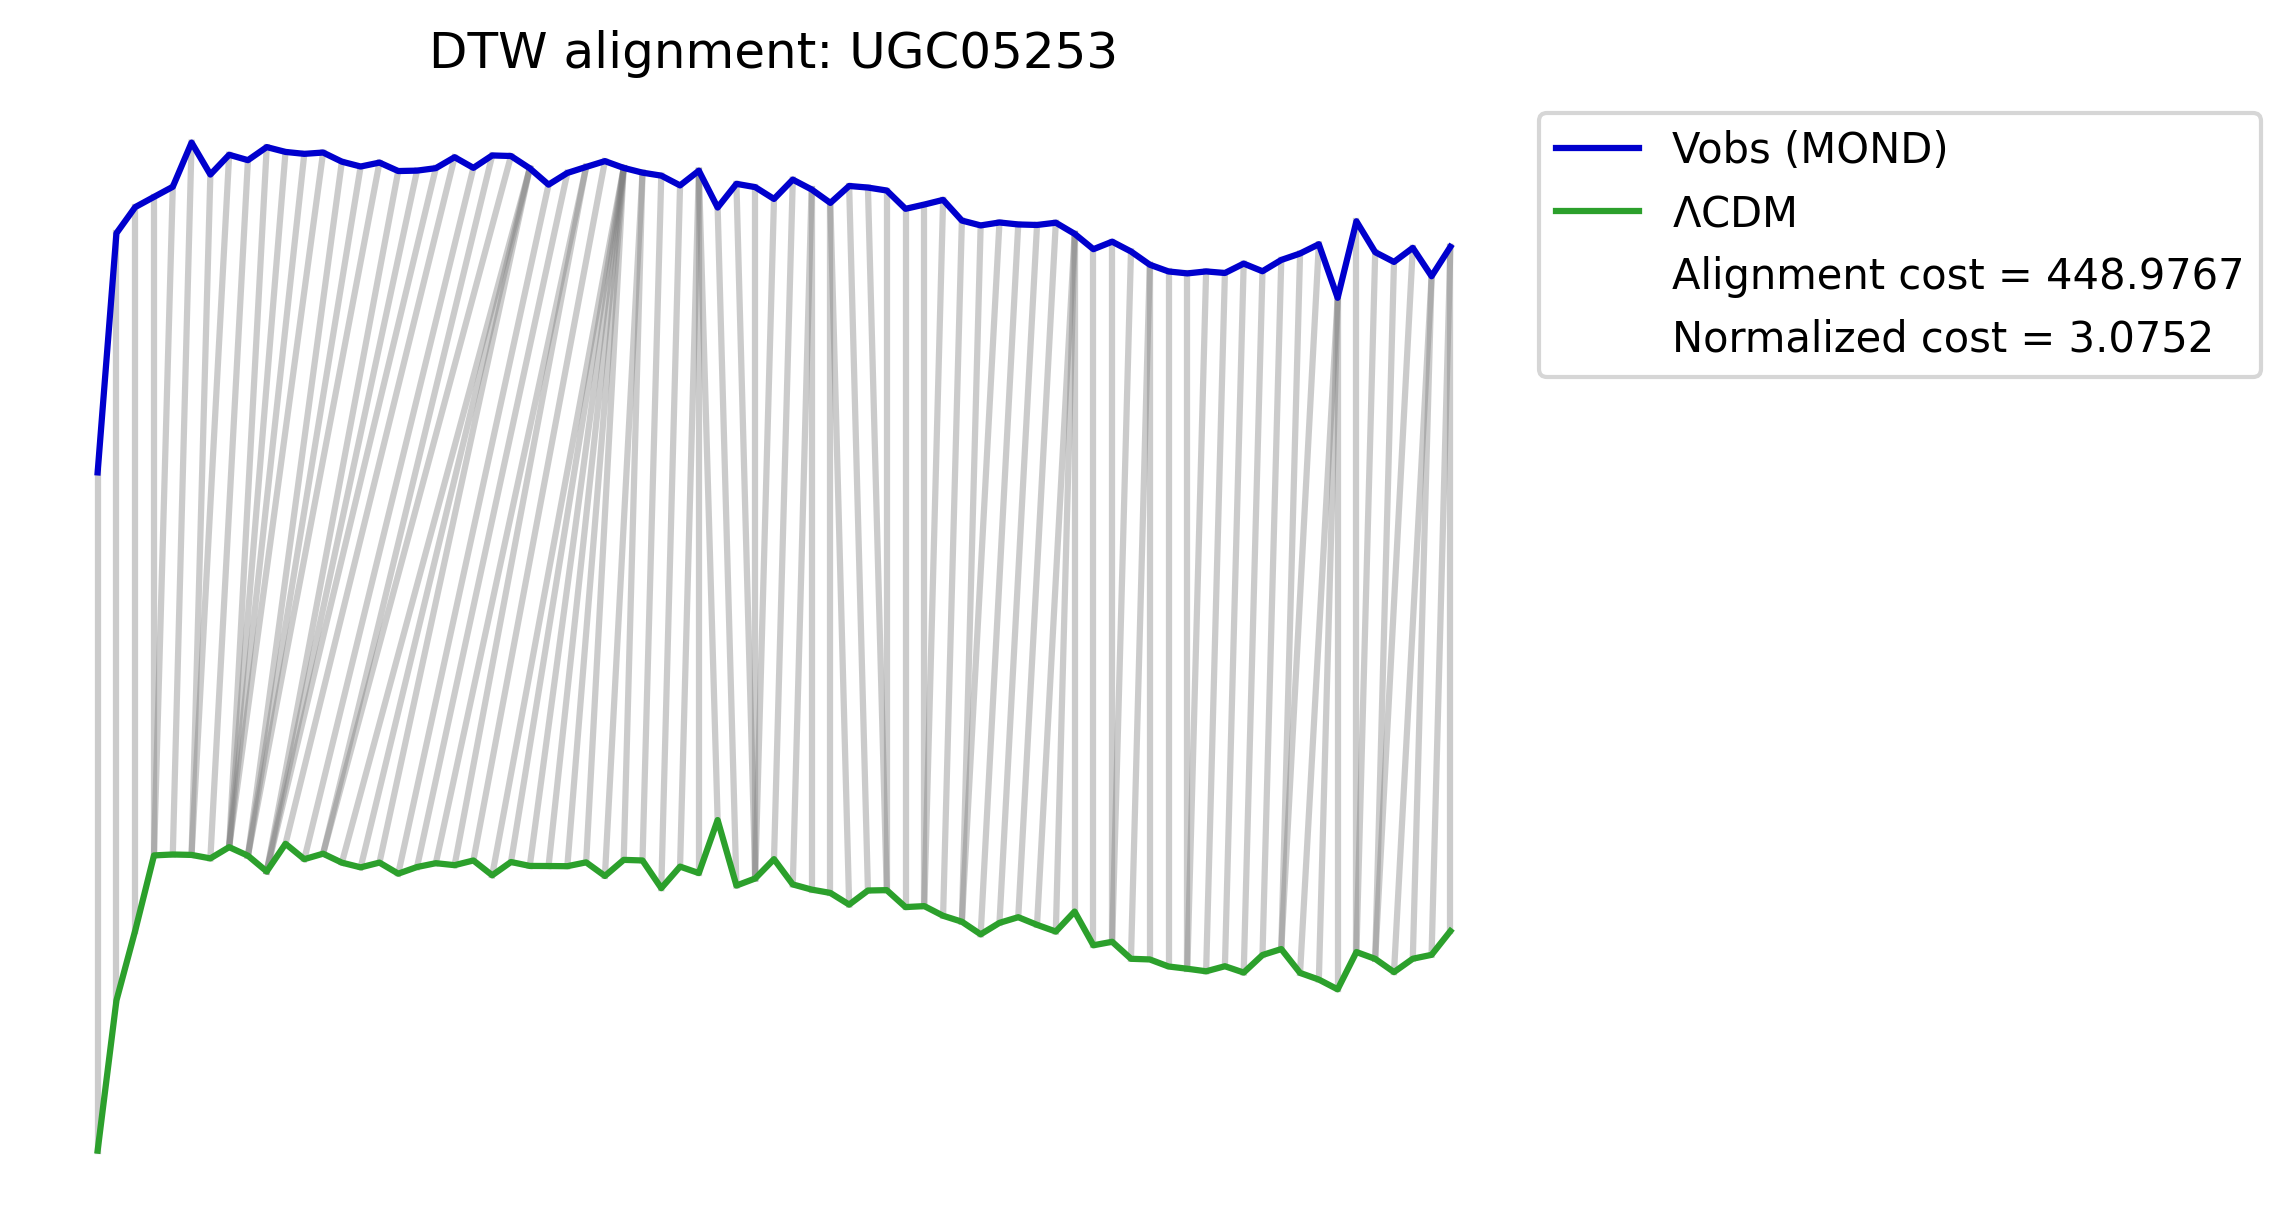 DTW alignment: UGC05253
Vobs (MOND)
ΛCDM
Alignment cost = 448.9767
Normalized cost = 3.0752